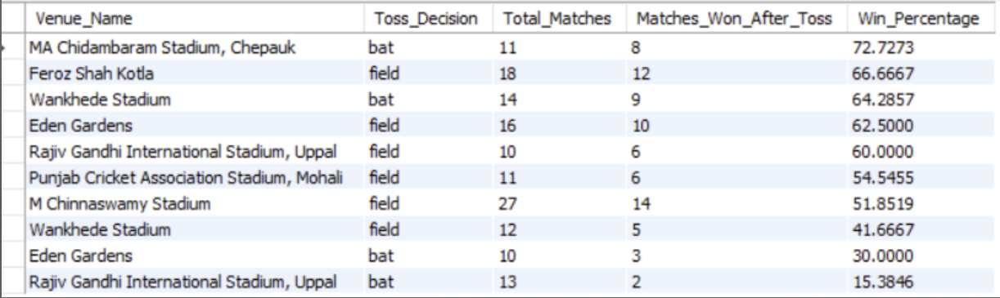 Venue_Name Toss_Decision Total_Matches Matches_Won_After_Toss Win_Percentage
MA Chidambaram Stadium, Chepauk bat 11 8 72.7273
Feroz Shah Kotla field 18 12 66.6667
Wankhede Stadium bat 14 9 64.2857
Eden Gardens field 16 10 62.5000
Rajiv Gandhi International Stadium, Uppal field 10 6 60.0000
Punjab Cricket Association Stadium, Mohali field 11 6 54.5455
M Chinnaswamy Stadium field 27 14 51.8519
Wankhede Stadium field 12 5 41.6667
Eden Gardens bat 10 3 30.0000
Rajiv Gandhi International Stadium, Uppal bat 13 2 15.3846